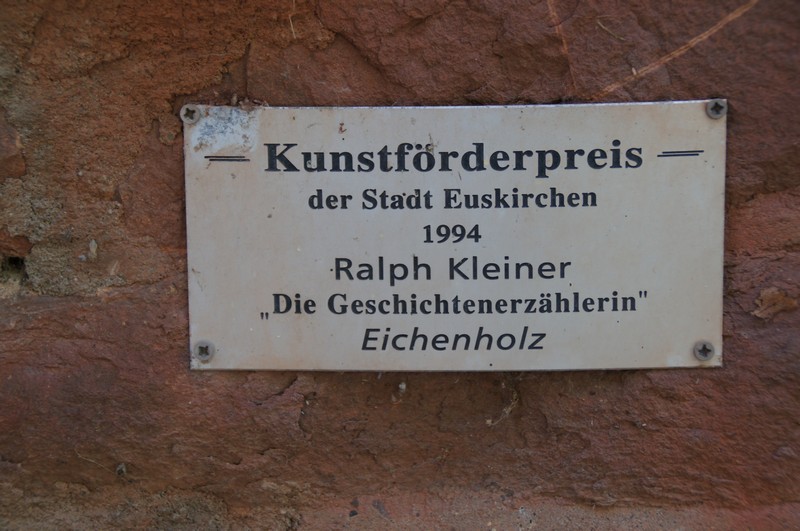 Kunstförderpreis
der Stadt Euskirchen
1994
Ralph Kleiner
„Die Geschichtenerzählerin"
Eichenholz